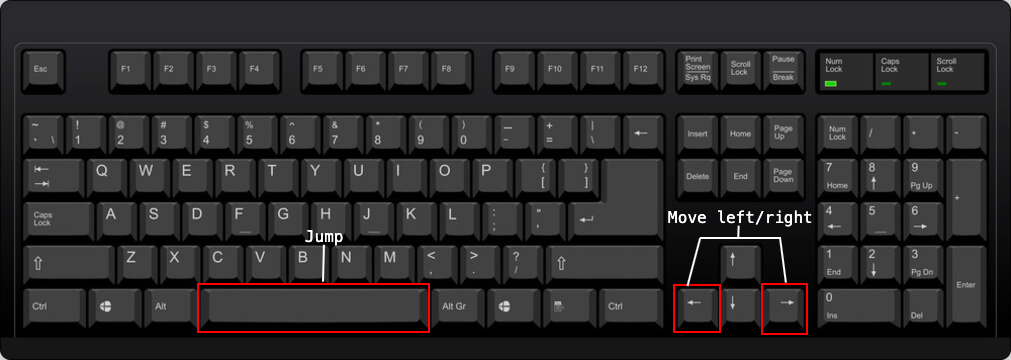 Esc F1 F2 F3 F4 F5 F6 F7 F8 F9 F10 F11 F12 Print Screen Sys Rq Scroll Lock Pause Break Num Lock Caps Lock Scroll Lock
~ ` \ ! 1 @ 2 # 3 $ 4 % 5 ^ 6 & 7 * 8 ( 9 ) 0 — - + = | \ ← Insert Home Page Up Num Lock / * -
Q W E R T Y U I O P { [ } ] Delete End Page Down 7 Home 8 ↑ 9 Pg Up +
Caps Lock A S D F G H J K L : ; " ' 4 ← 5 6 →
Move left/right
Jump
⇧ Z X C V B N M < , > . ? / ⇧ ↑ 1 End 2 ↓ 3 Pg Dn Enter
Ctrl Alt Alt Gr Ctrl ← ↓ → 0 Ins Del